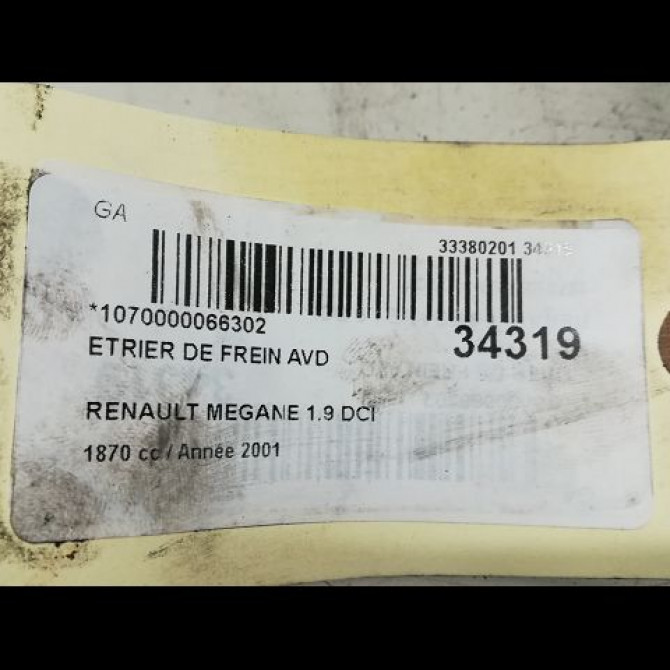 GA
33380201
*1070000066302
34319
ETRIER DE FREIN AVD
RENAULT MEGANE 1.9 DCI
1870 cc / Année 2001